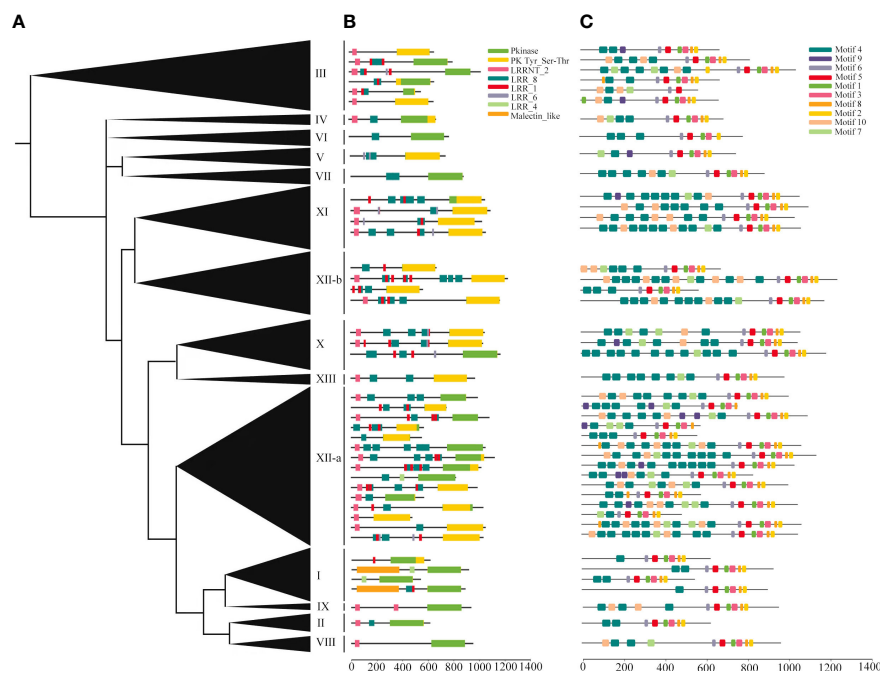 A
B
C
III
IV
VI
V
VII
XI
XII-b
X
XIII
XII-a
I
IX
II
VIII
Pkinase
PK Tyr_Ser-Thr
LRRNT_2
LRR_8
LRR_1
LRR_6
LRR_4
Malectin_like
Motif 4
Motif 9
Motif 6
Motif 5
Motif 1
Motif 3
Motif 8
Motif 2
Motif 10
Motif 7
0 200 400 600 800 1000 1200 1400
0 200 400 600 800 1000 1200 1400